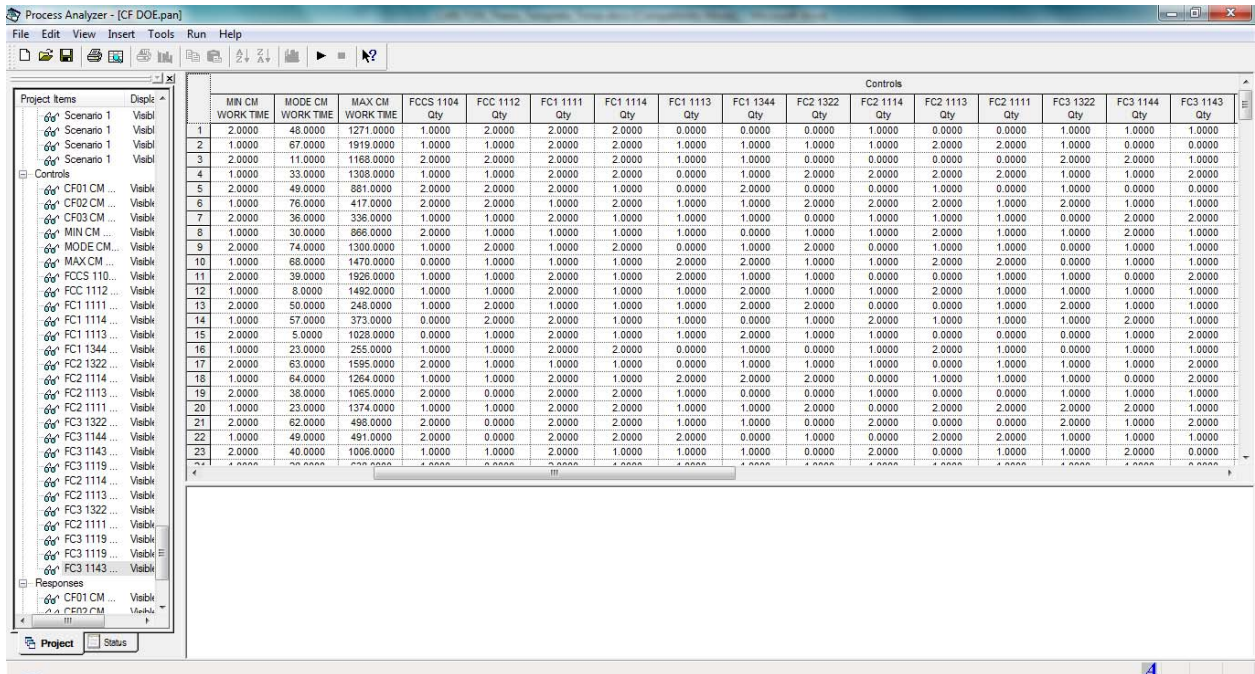 Process Analyzer - [CF DOE.pan]
File Edit View Insert Tools Run Help
Project Items Displa
Scenario 1 Visibl
Scenario 1 Visibl
Scenario 1 Visibl
Scenario 1 Visibl
Controls
CF01 CM ... Visible
CF02 CM ... Visible
CF03 CM ... Visible
MIN CM ... Visible
MODE CM... Visible
MAX CM ... Visible
FCCS 110... Visible
FCC 1112 ... Visible
FC1 1111 ... Visible
FC1 1114 ... Visible
FC1 1113 ... Visible
FC1 1344 ... Visible
FC2 1322 ... Visible
FC2 1114 ... Visible
FC2 1113 ... Visible
FC2 1111 ... Visible
FC3 1322 ... Visible
FC3 1144 ... Visible
FC3 1143 ... Visible
FC3 1119 ... Visible
FC2 1114 ... Visible
FC2 1113 ... Visible
FC3 1322 ... Visible
FC2 1111 ... Visible
FC3 1119 ... Visible
FC3 1119 ... Visible
FC3 1143 ... Visible
Responses
CF01 CM ... Visible
CF02 CM Visible
Project Status
Controls
MIN CM WORK TIME MODE CM WORK TIME MAX CM WORK TIME FCCS 1104 Qty FCC 1112 Qty FC1 1111 Qty FC1 1114 Qty FC1 1113 Qty FC1 1344 Qty FC2 1322 Qty FC2 1114 Qty FC2 1113 Qty FC2 1111 Qty FC3 1322 Qty FC3 1144 Qty FC3 1143 Qty
1 2.0000 48.0000 1271.0000 1.0000 2.0000 2.0000 2.0000 0.0000 0.0000 0.0000 1.0000 0.0000 0.0000 1.0000 1.0000 1.0000
2 1.0000 67.0000 1919.0000 1.0000 2.0000 2.0000 2.0000 1.0000 0.0000 1.0000 1.0000 2.0000 2.0000 1.0000 0.0000 0.0000
3 2.0000 11.0000 1168.0000 2.0000 2.0000 2.0000 1.0000 1.0000 1.0000 0.0000 0.0000 0.0000 0.0000 2.0000 2.0000 1.0000
4 1.0000 33.0000 1308.0000 1.0000 2.0000 1.0000 1.0000 0.0000 1.0000 2.0000 2.0000 2.0000 2.0000 1.0000 0.0000 2.0000
5 2.0000 49.0000 881.0000 2.0000 2.0000 2.0000 1.0000 2.0000 0.0000 2.0000 0.0000 1.0000 0.0000 1.0000 2.0000 0.0000
6 1.0000 76.0000 417.0000 2.0000 2.0000 1.0000 2.0000 1.0000 1.0000 2.0000 2.0000 2.0000 1.0000 0.0000 0.0000 1.0000
7 2.0000 36.0000 336.0000 1.0000 1.0000 2.0000 1.0000 1.0000 0.0000 0.0000 2.0000 1.0000 1.0000 0.0000 2.0000 2.0000
8 1.0000 30.0000 866.0000 2.0000 1.0000 1.0000 1.0000 0.0000 1.0000 2.0000 0.0000 2.0000 0.0000 1.0000 0.0000 1.0000
9 2.0000 74.0000 1300.0000 1.0000 2.0000 1.0000 2.0000 0.0000 1.0000 2.0000 0.0000 1.0000 1.0000 2.0000 1.0000 1.0000
10 1.0000 68.0000 1470.0000 0.0000 1.0000 1.0000 2.0000 2.0000 2.0000 1.0000 1.0000 0.0000 2.0000 1.0000 1.0000 0.0000
11 2.0000 39.0000 1926.0000 1.0000 1.0000 2.0000 1.0000 2.0000 1.0000 1.0000 0.0000 2.0000 1.0000 1.0000 0.0000 2.0000
12 1.0000 8.0000 1492.0000 1.0000 1.0000 2.0000 1.0000 0.0000 1.0000 0.0000 1.0000 1.0000 2.0000 0.0000 1.0000 1.0000
13 2.0000 50.0000 248.0000 1.0000 2.0000 1.0000 0.0000 0.0000 2.0000 2.0000 0.0000 0.0000 1.0000 2.0000 1.0000 1.0000
14 1.0000 57.0000 373.0000 0.0000 2.0000 2.0000 1.0000 1.0000 0.0000 1.0000 2.0000 1.0000 1.0000 1.0000 2.0000 1.0000
15 2.0000 5.0000 1028.0000 0.0000 1.0000 2.0000 1.0000 1.0000 2.0000 1.0000 1.0000 0.0000 0.0000 1.0000 0.0000 2.0000
16 1.0000 23.0000 255.0000 1.0000 1.0000 2.0000 2.0000 0.0000 1.0000 0.0000 1.0000 2.0000 1.0000 0.0000 1.0000 0.0000
17 2.0000 63.0000 1595.0000 2.0000 1.0000 1.0000 1.0000 0.0000 0.0000 2.0000 0.0000 0.0000 0.0000 2.0000 1.0000 2.0000
18 1.0000 64.0000 1264.0000 1.0000 1.0000 2.0000 1.0000 2.0000 2.0000 2.0000 0.0000 1.0000 1.0000 1.0000 0.0000 2.0000
19 2.0000 38.0000 1065.0000 2.0000 0.0000 2.0000 2.0000 0.0000 1.0000 0.0000 1.0000 0.0000 0.0000 2.0000 0.0000 1.0000
20 1.0000 23.0000 1374.0000 1.0000 1.0000 2.0000 2.0000 1.0000 1.0000 2.0000 0.0000 2.0000 0.0000 2.0000 2.0000 1.0000
21 2.0000 62.0000 498.0000 2.0000 0.0000 2.0000 1.0000 1.0000 0.0000 0.0000 2.0000 0.0000 0.0000 2.0000 1.0000 2.0000
22 1.0000 49.0000 491.0000 2.0000 0.0000 1.0000 2.0000 2.0000 0.0000 1.0000 0.0000 2.0000 1.0000 2.0000 2.0000 1.0000
23 2.0000 40.0000 1006.0000 1.0000 0.0000 2.0000 1.0000 1.0000 1.0000 0.0000 2.0000 0.0000 1.0000 1.0000 2.0000 0.0000